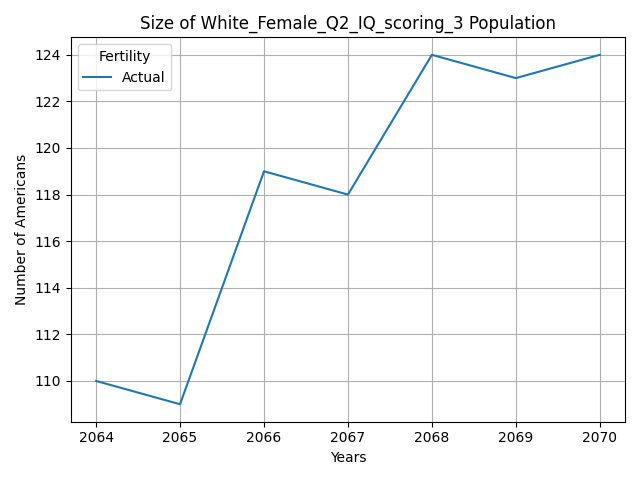 Size of White_Female_Q2_IQ_scoring_3 Population
Fertility
Actual
Number of Americans
124
122
120
118
116
114
112
110
2064 2065 2066 2067 2068 2069 2070
Years